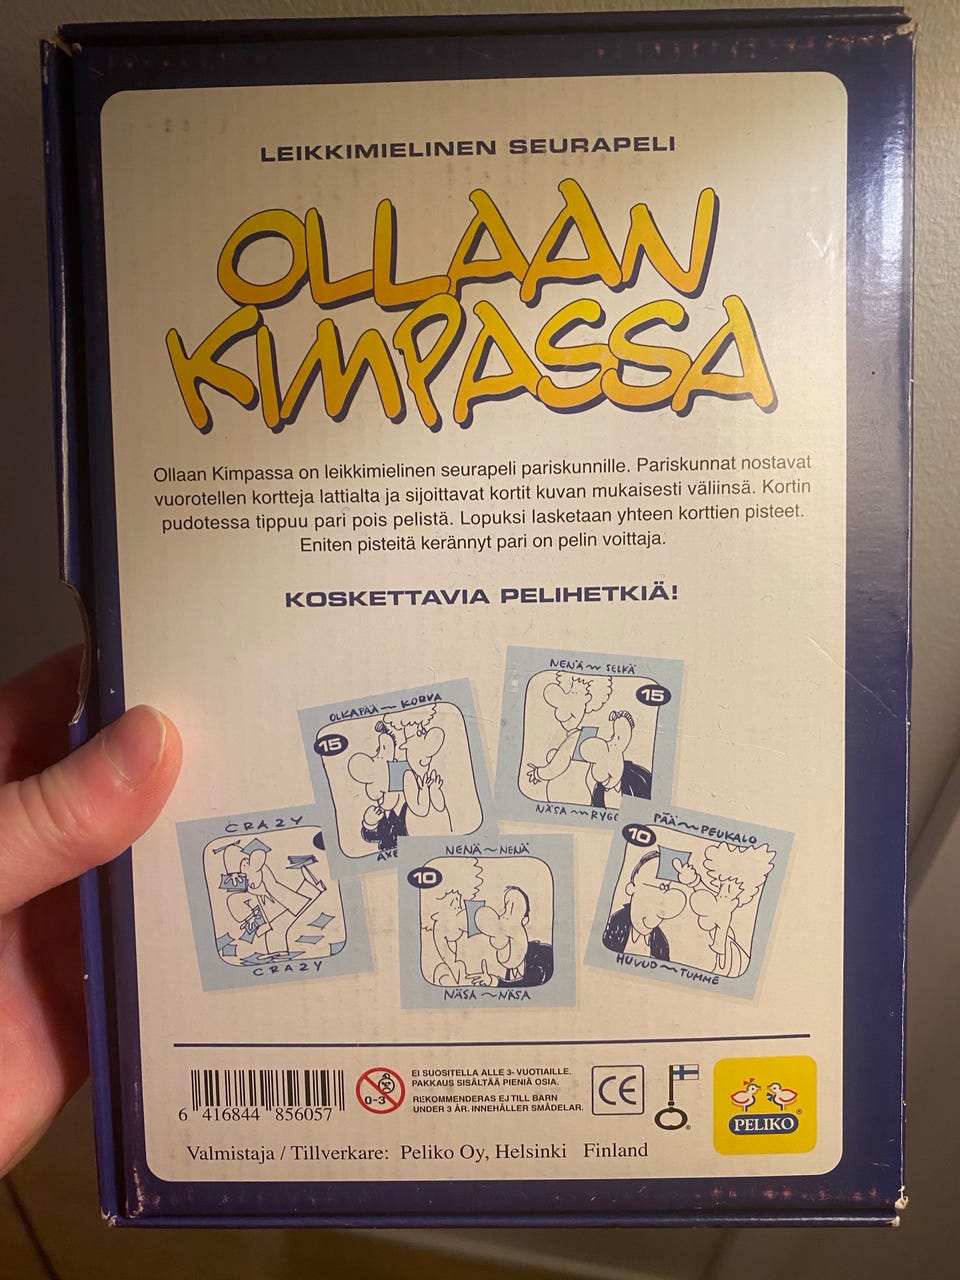 LEIKKIMIELINEN SEURAPELI
OLLAAN
KIMPASSA
Ollaan Kimpassa on leikkimielinen seurapeli pariskunnille. Pariskunnat nostavat
vuorotellen kortteja lattialta ja sijoittavat kortit kuvan mukaisesti väliinsä. Kortin
pudotessa tippuu pari pois pelistä. Lopuksi lasketaan yhteen korttien pisteet.
Eniten pisteitä kerännyt pari on pelin voittaja.
KOSKETTAVIA PELIHETKIÄ!
OLKAPÄÄ ~ KORVA
15
AXE
NENÄ ~ SELKÄ
15
NÄSA ~ RYGG
CRAZY
CRAZY
NENÄ ~ NENÄ
10
NÄSA ~ NÄSA
PÄÄ ~ PEUKALO
10
HUVUD ~ TUMME
6 416844 856057
0-3
EI SUOSITELLA ALLE 3- VUOTIAILLE.
PAKKAUS SISÄLTÄÄ PIENIÄ OSIA.
REKOMMENDERAS EJ TILL BARN
UNDER 3 ÅR. INNEHÅLLER SMÅDELAR.
CE
PELIKO
Valmistaja / Tillverkare: Peliko Oy, Helsinki Finland